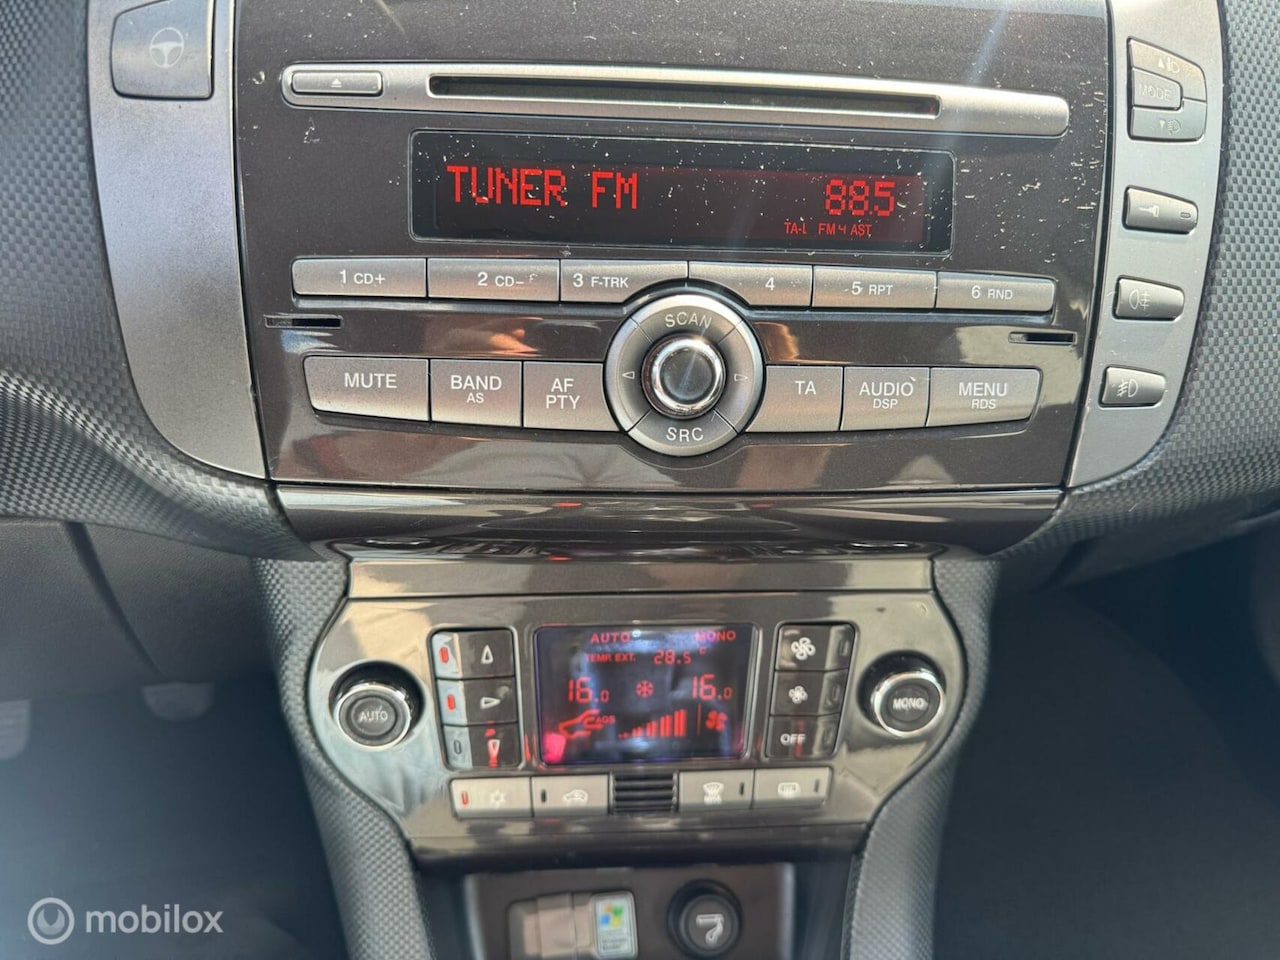 MODE
TUNER FM 88.5
TA-L FM 4 AST
1 CD+ 2 CD- 3 F-TRK 4 5 RPT 6 RND
SCAN
MUTE BAND AS AF PTY TA AUDIO DSP MENU RDS
SRC
AUTO MONO
TEMP. EXT. 28.5 °C
16.0 16.0
AGS
AUTO MONO
OFF
mobilox